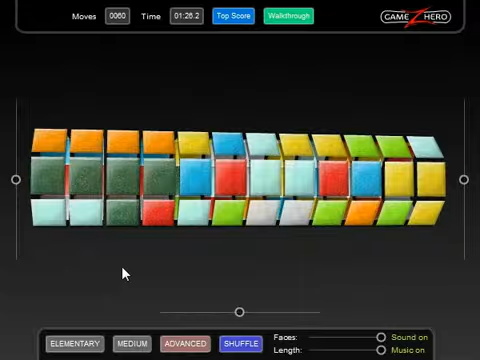 Moves 0060 Time 01:26.2 Top Score Walkthrough GAMEZHERO
ELEMENTARY MEDIUM ADVANCED SHUFFLE Faces: Sound on
Length: Music on